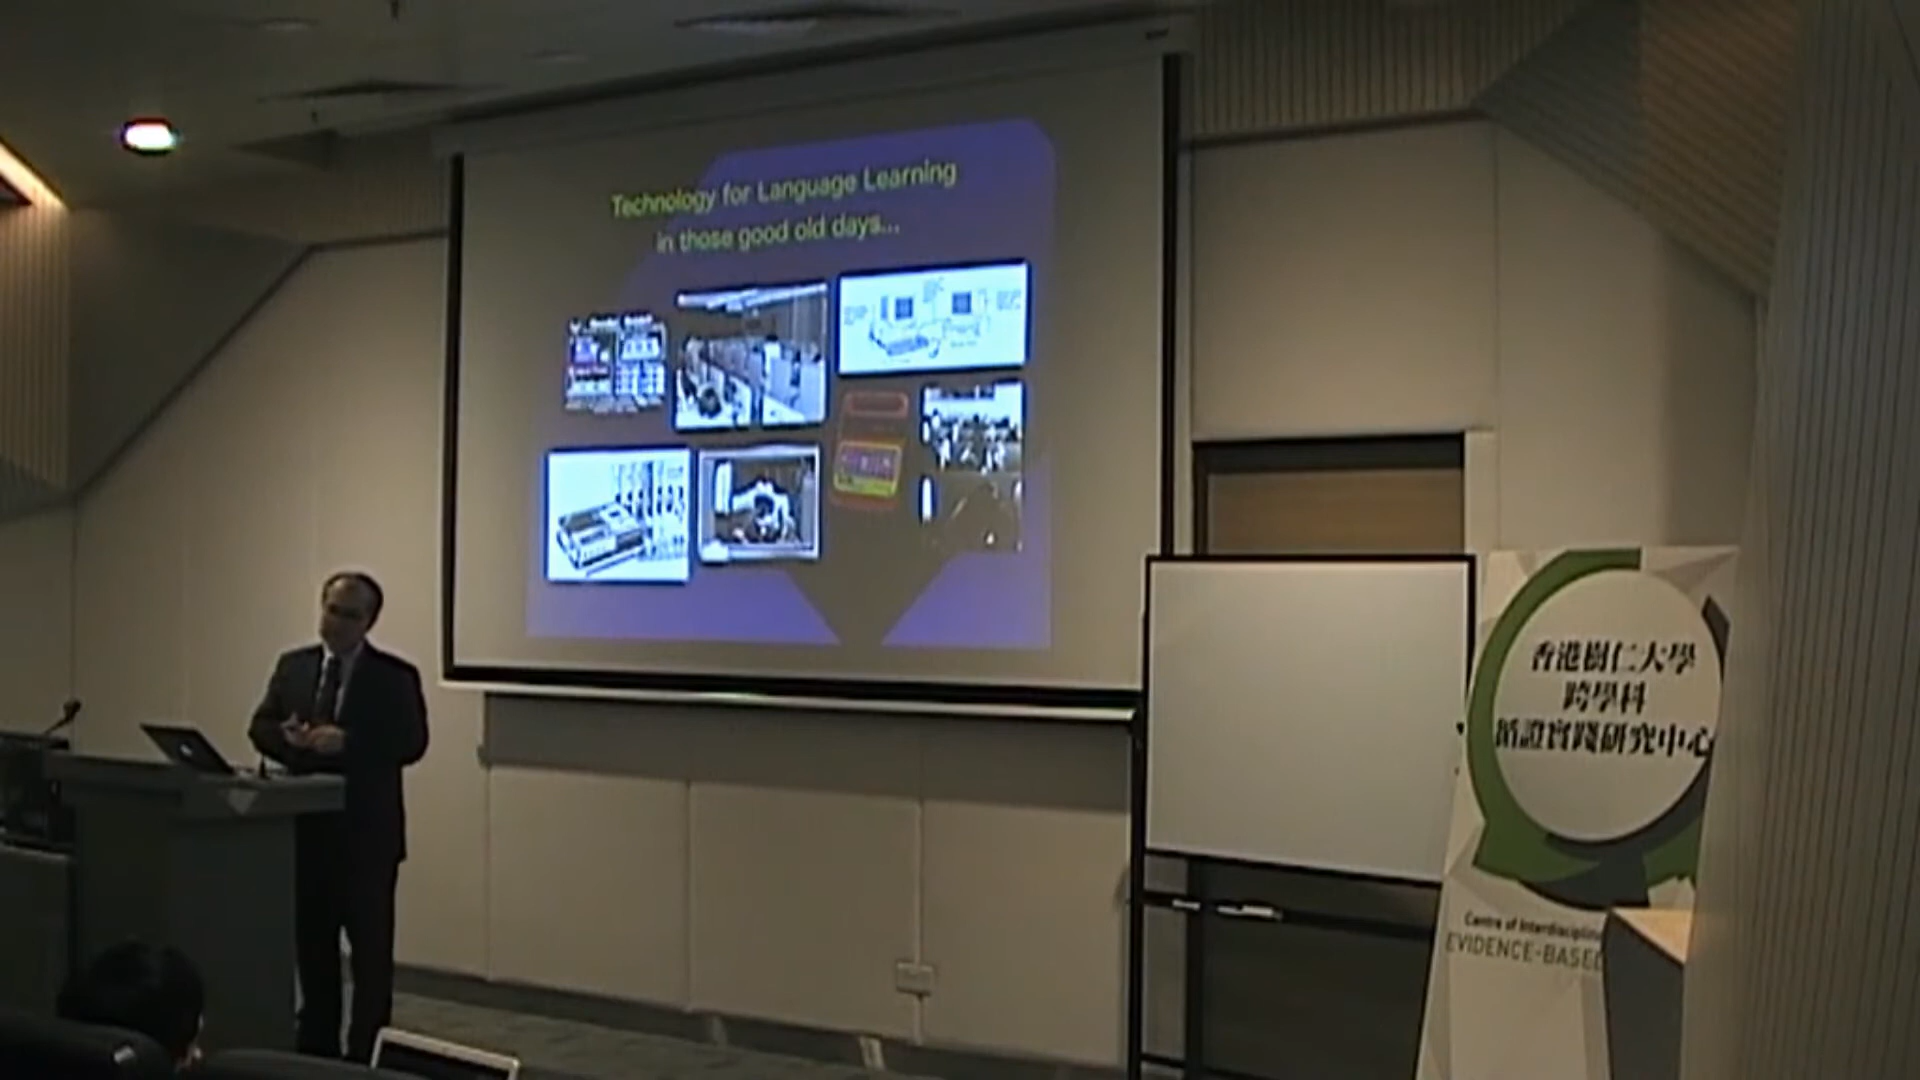 Technology for Language Learning
in those good old days...
香港樹仁大學
跨學科
循證實踐研究中心
Centre of Interdisciplin
EVIDENCE-BASED